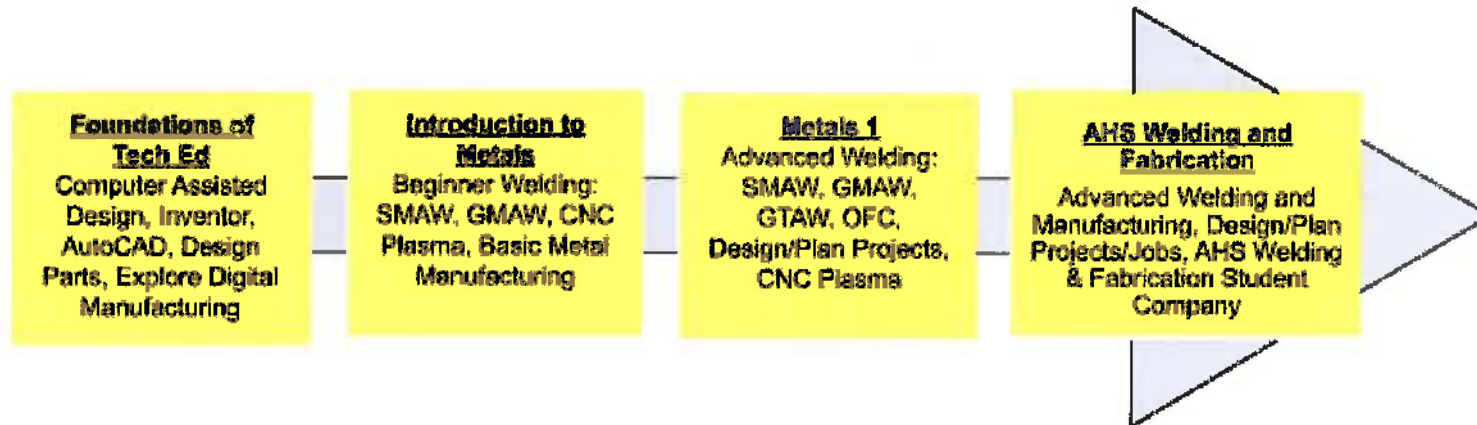 Foundations of
Tech Ed
Computer Assisted
Design, Inventor,
AutoCAD, Design
Parts, Explore Digital
Manufacturing
Introduction to
Metals
Beginner Welding:
SMAW, GMAW, CNC
Plasma, Basic Metal
Manufacturing
Metals 1
Advanced Welding:
SMAW, GMAW,
GTAW, OFC,
Design/Plan Projects,
CNC Plasma
AHS Welding and
Fabrication
Advanced Welding and
Manufacturing, Design/Plan
Projects/Jobs, AHS Welding
& Fabrication Student
Company